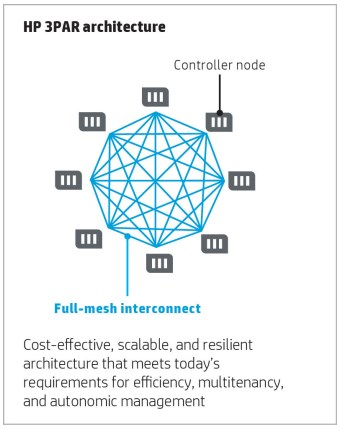 HP 3PAR architecture
Controller node
Full-mesh interconnect
Cost-effective, scalable, and resilient
architecture that meets today's
requirements for efficiency, multitenancy,
and autonomic management